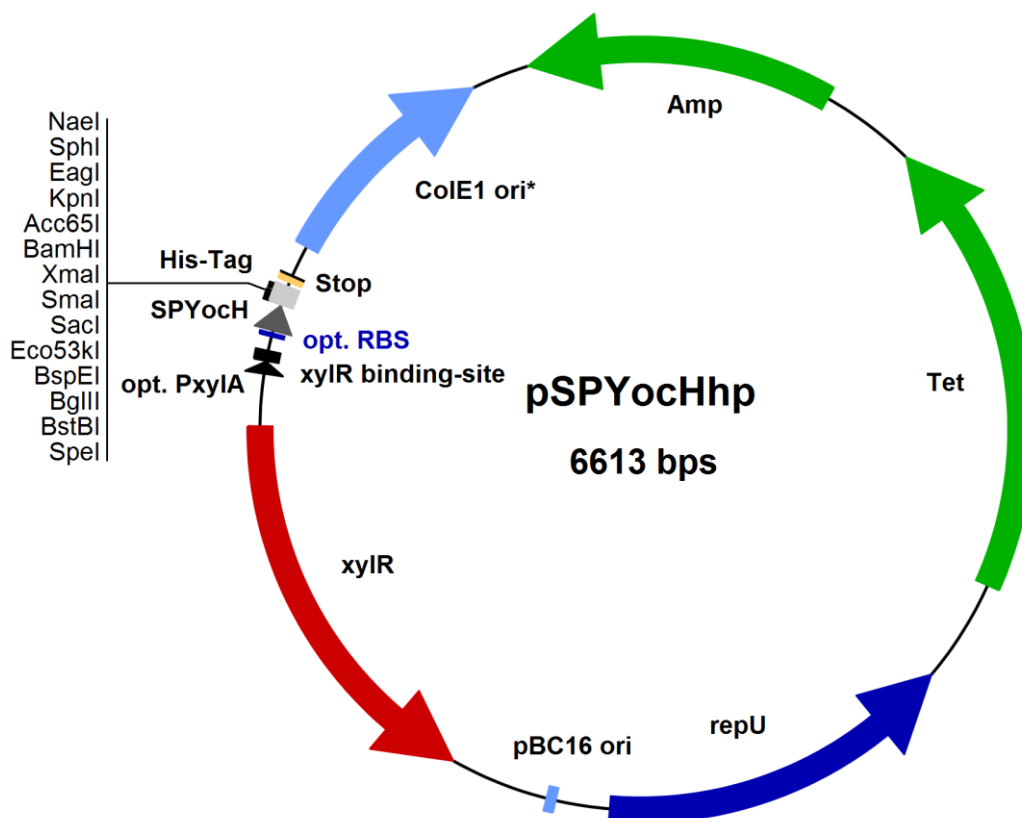 Amp
ColE1 ori*
NaeI
SphI
EagI
KpnI
Acc65I
BamHI
XmaI
SmaI
SacI
Eco53kI
BspEI
BglII
BstBI
SpeI
His-Tag
Stop
SPYocH
opt. RBS
opt. PxylA
xylR binding-site
pSPYocHhp
6613 bps
Tet
xylR
pBC16 ori
repU